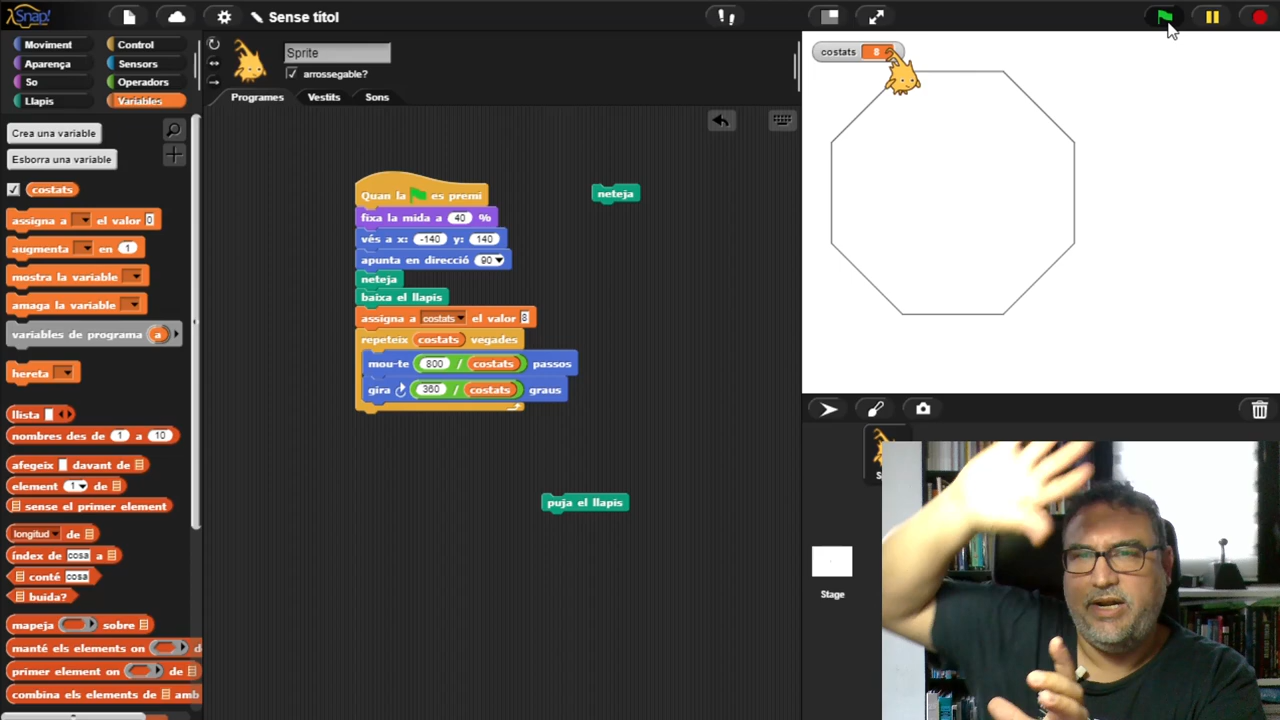 Snap!
Sense títol
Moviment
Control
Aparença
Sensors
So
Operadors
Llapis
Variables
Crea una variable
Esborra una variable
costats
assigna a el valor 0
augmenta en 1
mostra la variable
amaga la variable
variables de programa a
hereta
llista
nombres des de 1 a 10
afegeix davant de
element 1 de
sense el primer element
longitud de
índex de cosa a
conté cosa
buida?
mapeja sobre
manté els elements on d
primer element on de
combina els elements de amb
Sprite
arrossegable?
Programes
Vestits
Sons
Quan la es premi
fixa la mida a 40 %
vés a x: -140 y: 140
apunta en direcció 90
neteja
baixa el llapis
assigna a costats el valor 8
repeteix costats vegades
mou-te 800 / costats passos
gira 360 / costats graus
neteja
puja el llapis
costats 8
S
Stage